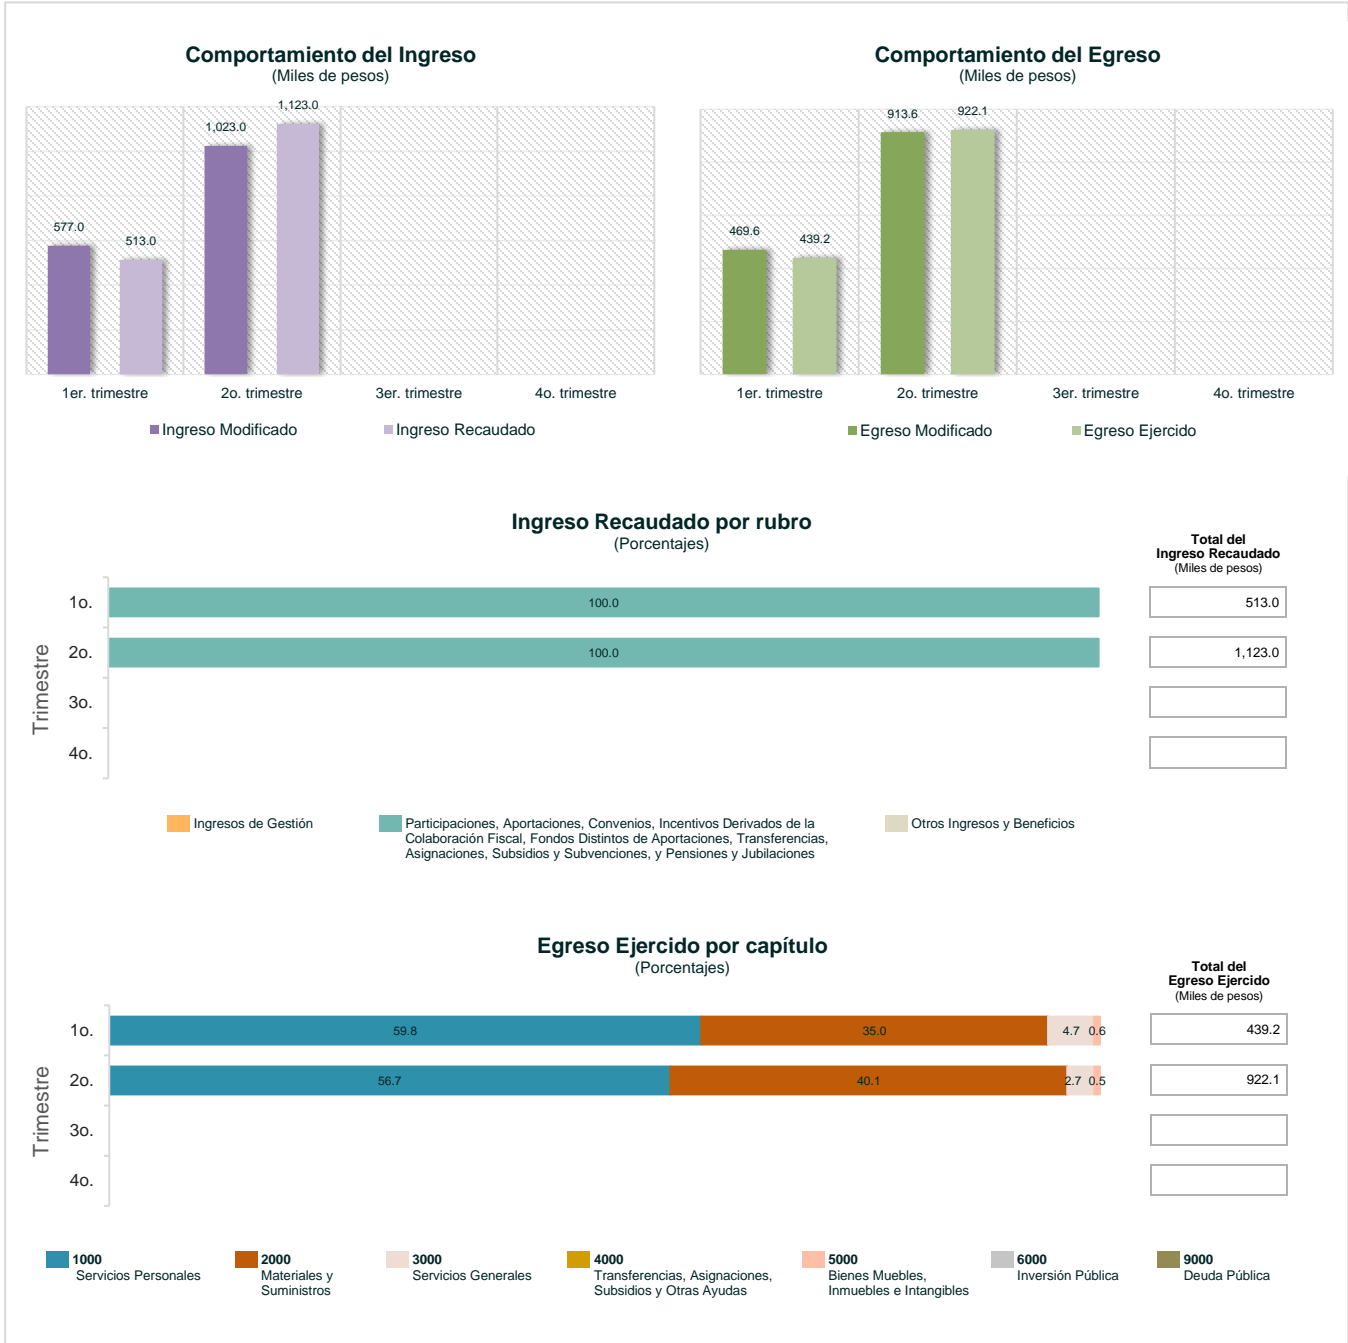 Comportamiento del Ingreso
(Miles de pesos)
1,123.0
1,023.0
577.0
513.0
1er. trimestre
2o. trimestre
3er. trimestre
4o. trimestre
Ingreso Modificado
Ingreso Recaudado
Comportamiento del Egreso
(Miles de pesos)
913.6
922.1
469.6
439.2
1er. trimestre
2o. trimestre
3er. trimestre
4o. trimestre
Egreso Modificado
Egreso Ejercido
Ingreso Recaudado por rubro
(Porcentajes)
Total del
Ingreso Recaudado
(Miles de pesos)
Trimestre
1o.
100.0
513.0
2o.
100.0
1,123.0
3o.
4o.
Ingresos de Gestión
Participaciones, Aportaciones, Convenios, Incentivos Derivados de la
Colaboración Fiscal, Fondos Distintos de Aportaciones, Transferencias,
Asignaciones, Subsidios y Subvenciones, y Pensiones y Jubilaciones
Otros Ingresos y Beneficios
Egreso Ejercido por capítulo
(Porcentajes)
Total del
Egreso Ejercido
(Miles de pesos)
Trimestre
1o.
59.8
35.0
4.7
0.6
439.2
2o.
56.7
40.1
2.7
0.5
922.1
3o.
4o.
1000
Servicios Personales
2000
Materiales y
Suministros
3000
Servicios Generales
4000
Transferencias, Asignaciones,
Subsidios y Otras Ayudas
5000
Bienes Muebles,
Inmuebles e Intangibles
6000
Inversión Pública
9000
Deuda Pública